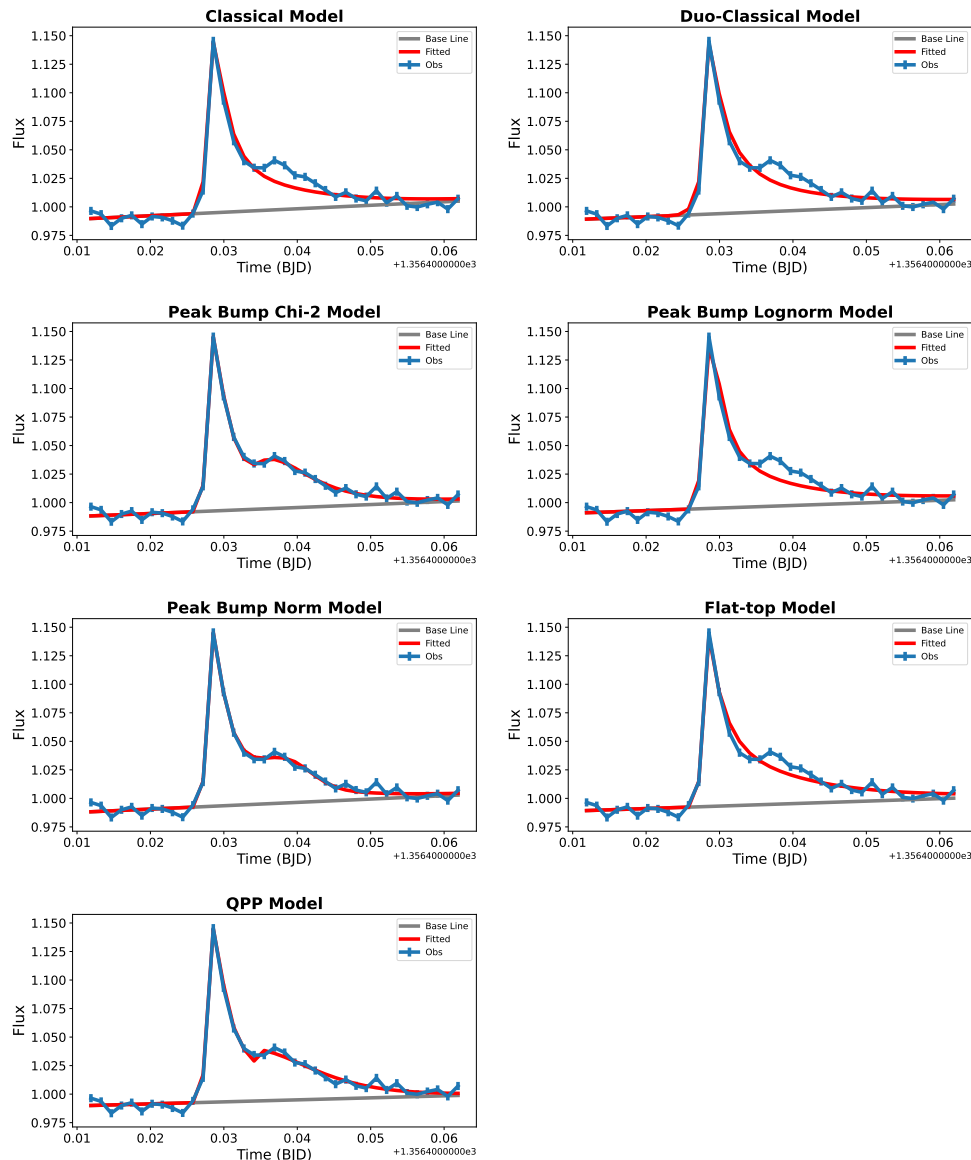 Classical Model
1.150
1.125
1.100
1.075
1.050
1.025
1.000
0.975
Flux
Base Line
Fitted
Obs
0.01 0.02 0.03 0.04 0.05 0.06
Time (BJD)
+1.3564000000e3
Duo-Classical Model
1.150
1.125
1.100
1.075
1.050
1.025
1.000
0.975
Flux
Base Line
Fitted
Obs
0.01 0.02 0.03 0.04 0.05 0.06
Time (BJD)
+1.3564000000e3
Peak Bump Chi-2 Model
1.150
1.125
1.100
1.075
1.050
1.025
1.000
0.975
Flux
Base Line
Fitted
Obs
0.01 0.02 0.03 0.04 0.05 0.06
Time (BJD)
+1.3564000000e3
Peak Bump Lognorm Model
1.150
1.125
1.100
1.075
1.050
1.025
1.000
0.975
Flux
Base Line
Fitted
Obs
0.01 0.02 0.03 0.04 0.05 0.06
Time (BJD)
+1.3564000000e3
Peak Bump Norm Model
1.150
1.125
1.100
1.075
1.050
1.025
1.000
0.975
Flux
Base Line
Fitted
Obs
0.01 0.02 0.03 0.04 0.05 0.06
Time (BJD)
+1.3564000000e3
Flat-top Model
1.150
1.125
1.100
1.075
1.050
1.025
1.000
0.975
Flux
Base Line
Fitted
Obs
0.01 0.02 0.03 0.04 0.05 0.06
Time (BJD)
+1.3564000000e3
QPP Model
1.150
1.125
1.100
1.075
1.050
1.025
1.000
0.975
Flux
Base Line
Fitted
Obs
0.01 0.02 0.03 0.04 0.05 0.06
Time (BJD)
+1.3564000000e3